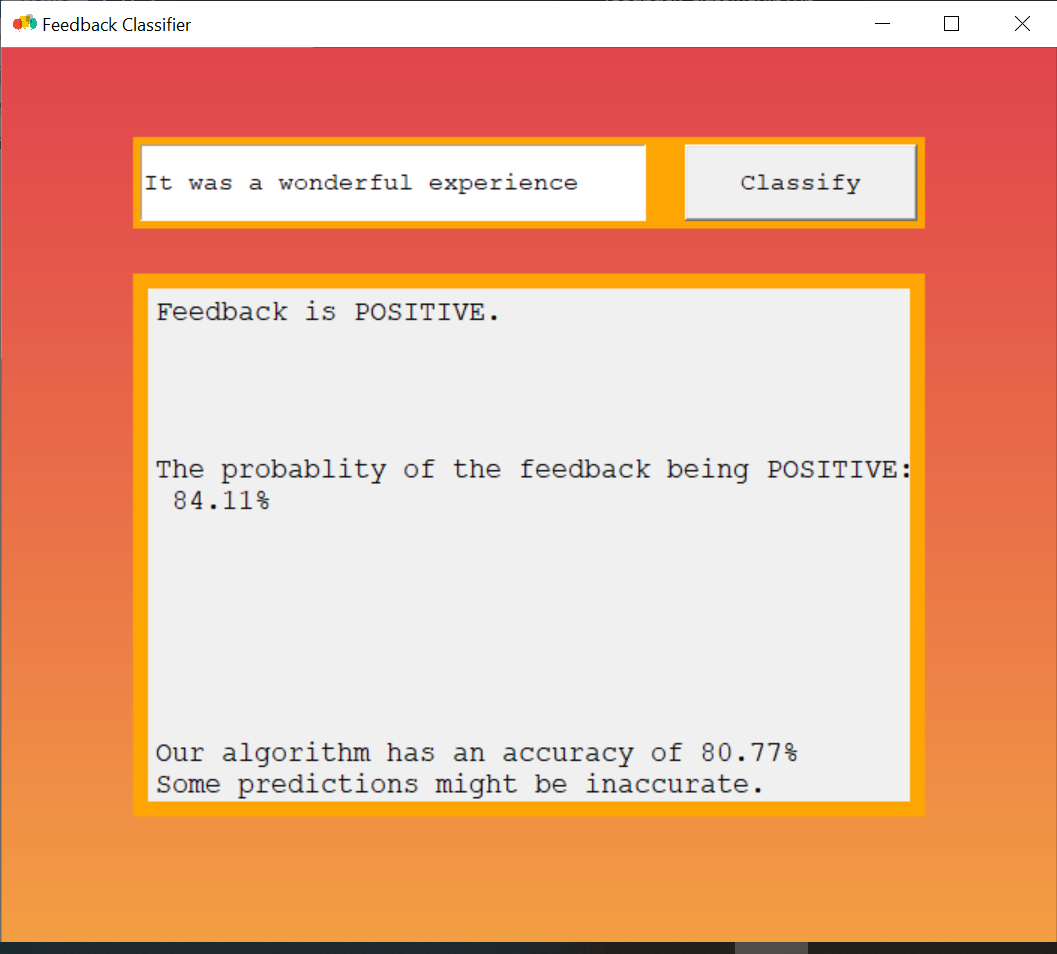 Feedback Classifier
It was a wonderful experience
Classify
Feedback is POSITIVE.
The probablity of the feedback being POSITIVE:
84.11%
Our algorithm has an accuracy of 80.77%
Some predictions might be inaccurate.